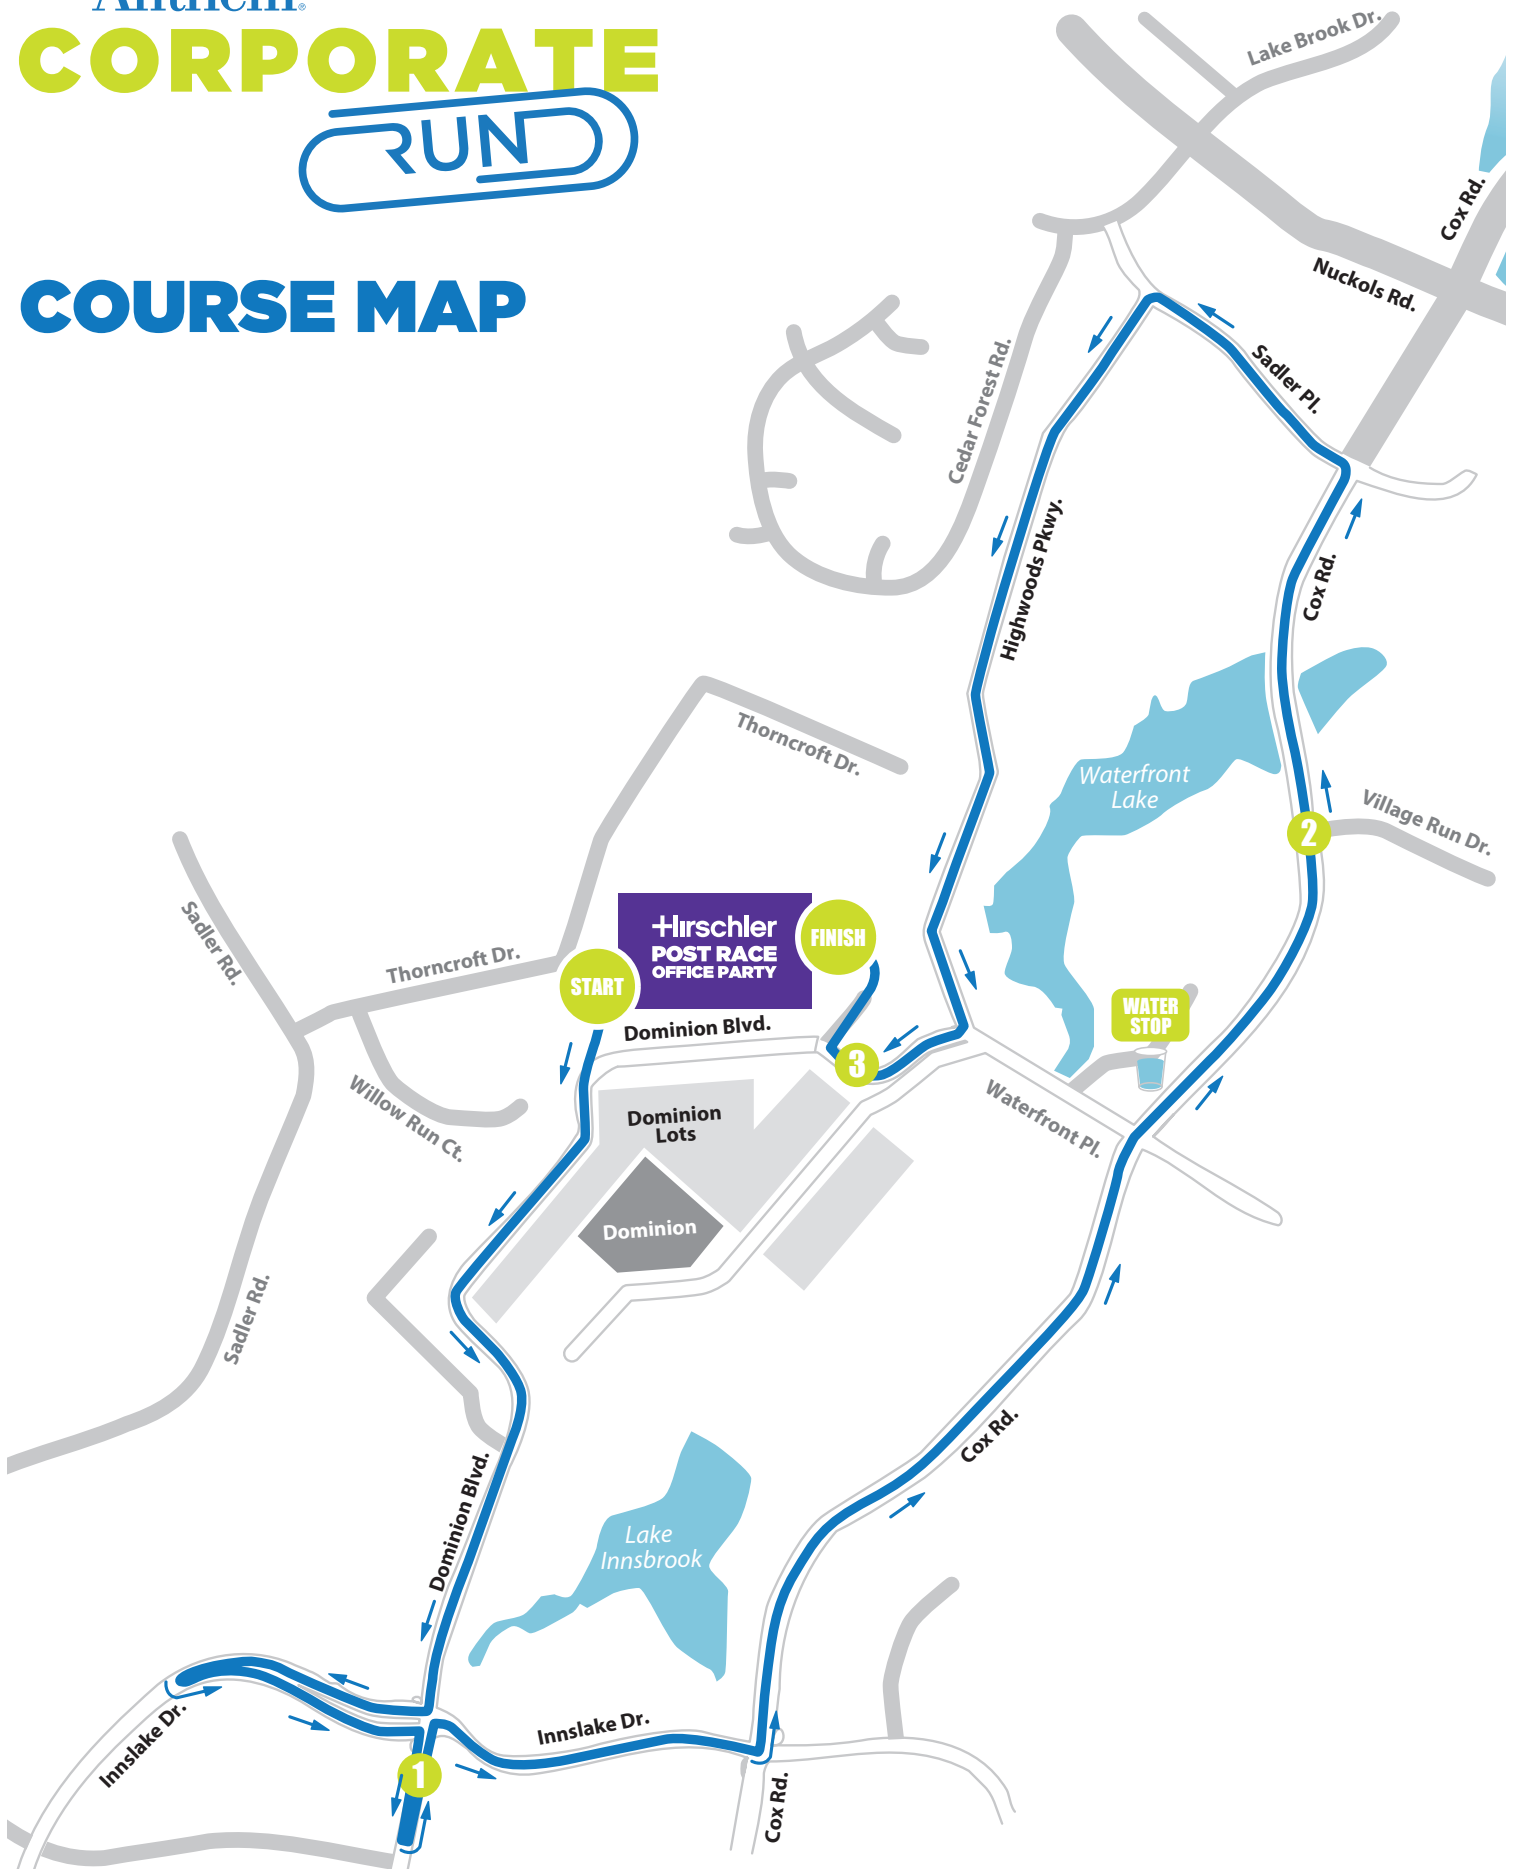 Anthem®
CORPORATE
RUN
COURSE MAP
Lake Brook Dr.
Cox Rd.
Nuckols Rd.
Sadler Pl.
Cedar Forest Rd.
Highwoods Pkwy.
Cox Rd.
Thorncroft Dr.
Waterfront
Lake
Village Run Dr.
2
Sadler Rd.
Thorncroft Dr.
START
Hirschler
POST RACE
OFFICE PARTY
FINISH
WATER
STOP
Dominion Blvd.
3
Willow Run Ct.
Dominion
Lots
Waterfront Pl.
Dominion
Sadler Rd.
Cox Rd.
Dominion Blvd.
Lake
Innsbrook
Innslake Dr.
Innslake Dr.
1
Cox Rd.